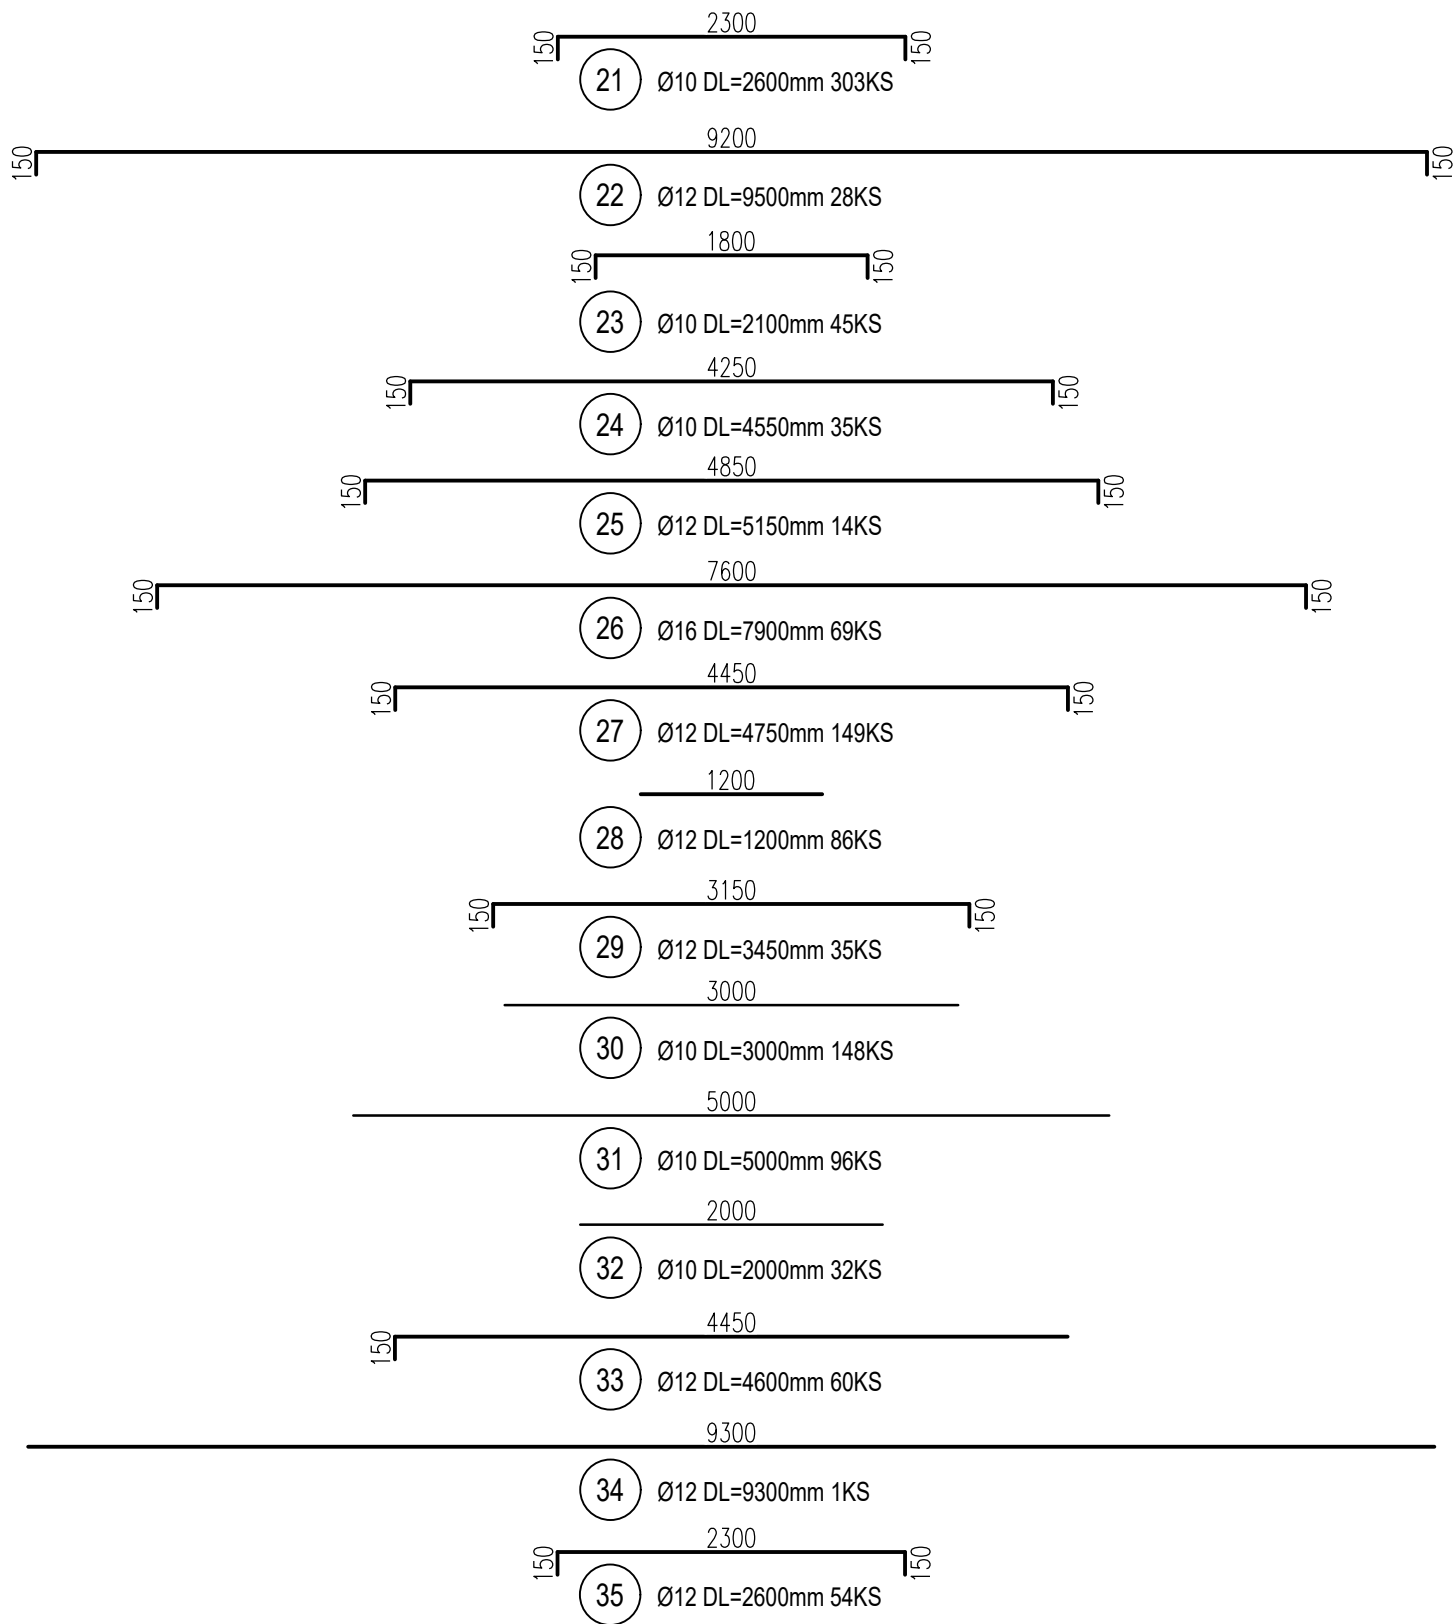 2300
150 150
21 Ø10 DL=2600mm 303KS
9200
150 150
22 Ø12 DL=9500mm 28KS
1800
150 150
23 Ø10 DL=2100mm 45KS
4250
150 150
24 Ø10 DL=4550mm 35KS
4850
150 150
25 Ø12 DL=5150mm 14KS
7600
150 150
26 Ø16 DL=7900mm 69KS
4450
150 150
27 Ø12 DL=4750mm 149KS
1200
28 Ø12 DL=1200mm 86KS
3150
150 150
29 Ø12 DL=3450mm 35KS
3000
30 Ø10 DL=3000mm 148KS
5000
31 Ø10 DL=5000mm 96KS
2000
32 Ø10 DL=2000mm 32KS
4450
150
33 Ø12 DL=4600mm 60KS
9300
34 Ø12 DL=9300mm 1KS
2300
150 150
35 Ø12 DL=2600mm 54KS